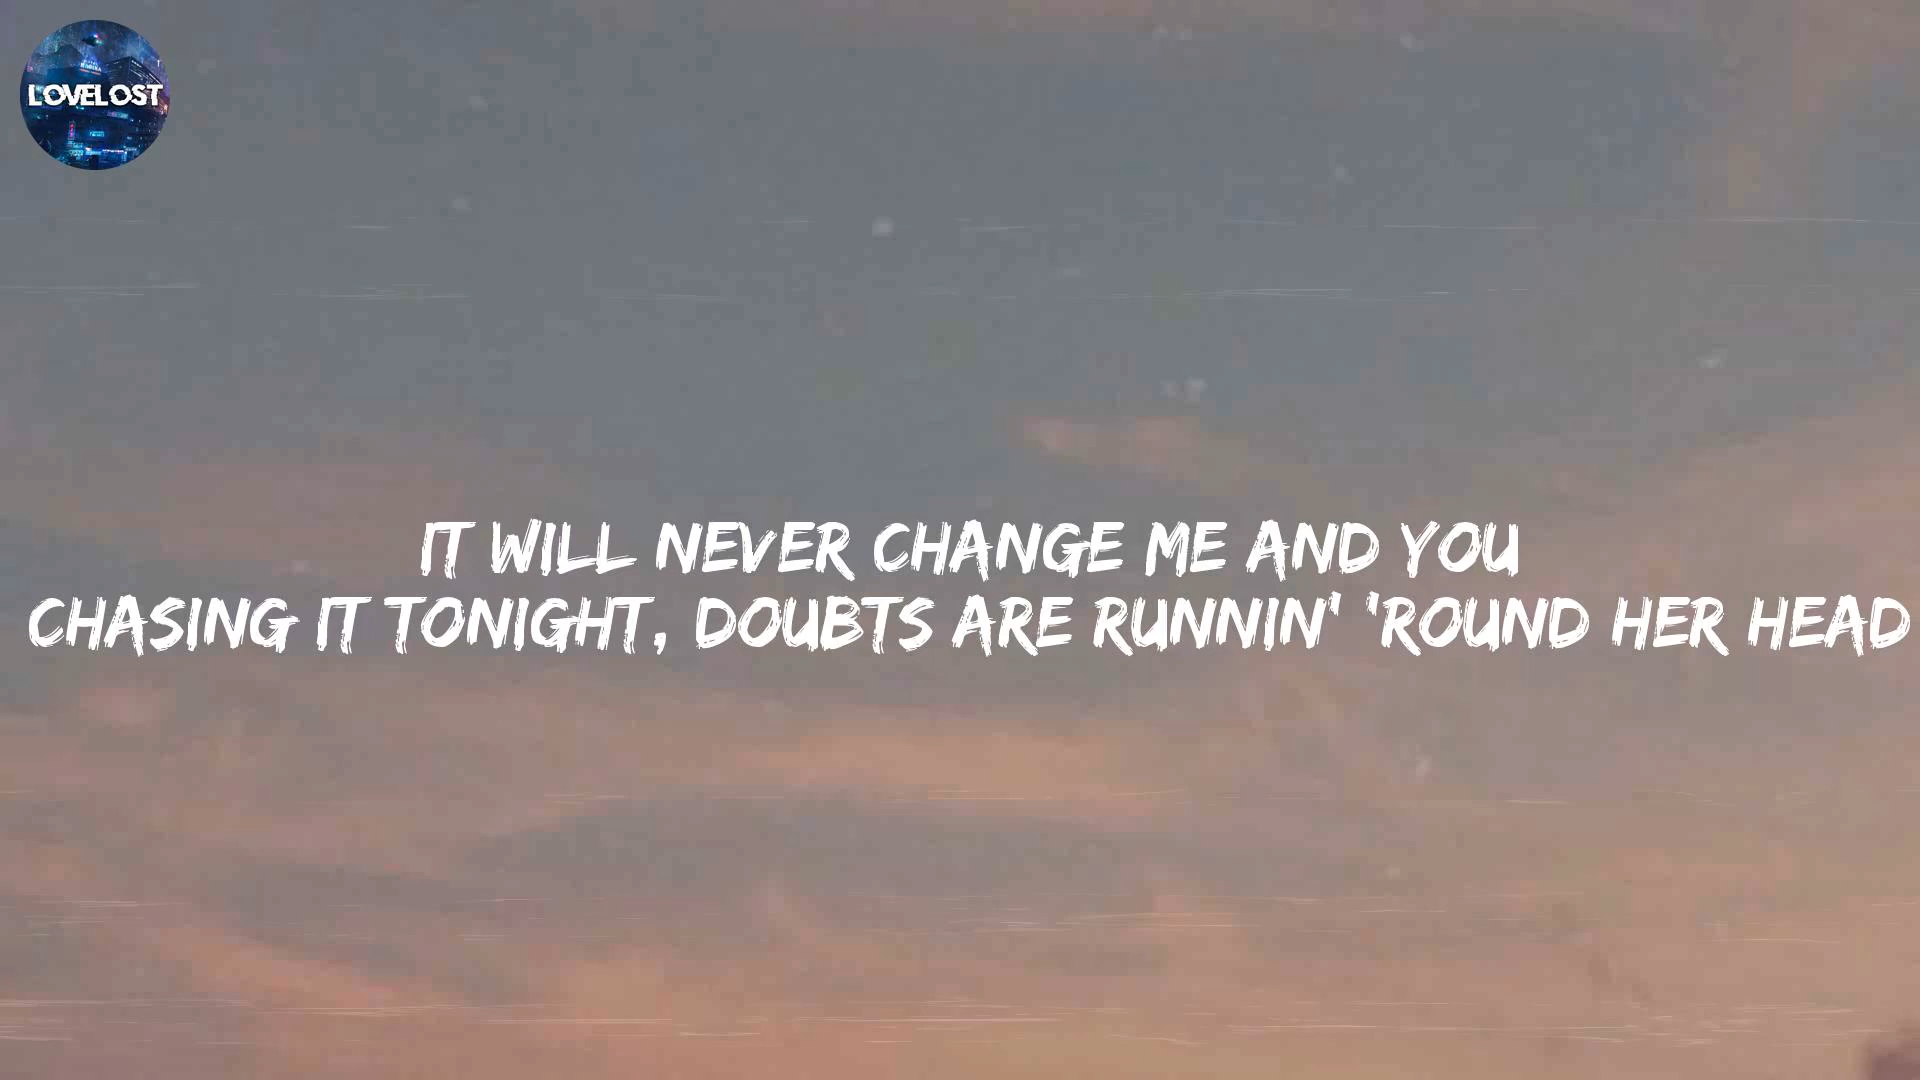 LOVELOST
IT WILL NEVER CHANGE ME AND YOU
CHASING IT TONIGHT, DOUBTS ARE RUNNIN' 'ROUND HER HEAD